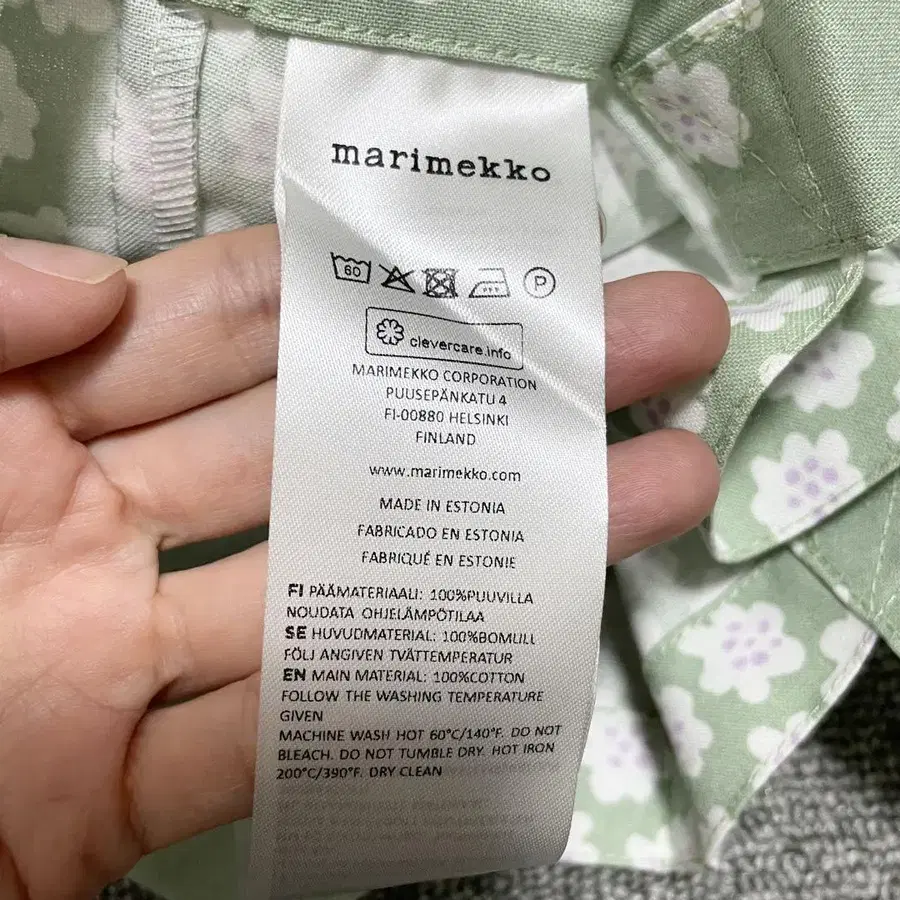 marimekko
60 P
clevercare.info
MARIMEKKO CORPORATION
PUUSEPÄNKATU 4
FI-00880 HELSINKI
FINLAND
www.marimekko.com
MADE IN ESTONIA
FABRICADO EN ESTONIA
FABRIQUÉ EN ESTONIE
FI PÄÄMATERIAALI: 100%PUUVILLA
NOUDATA OHJELÄMPÖTILAA
SE HUVUDMATERIAL: 100%BOMULL
FÖLJ ANGIVEN TVÄTTEMPERATUR
EN MAIN MATERIAL: 100%COTTON
FOLLOW THE WASHING TEMPERATURE
GIVEN
MACHINE WASH HOT 60°C/140°F. DO NOT
BLEACH. DO NOT TUMBLE DRY. HOT IRON
200°C/390°F. DRY CLEAN